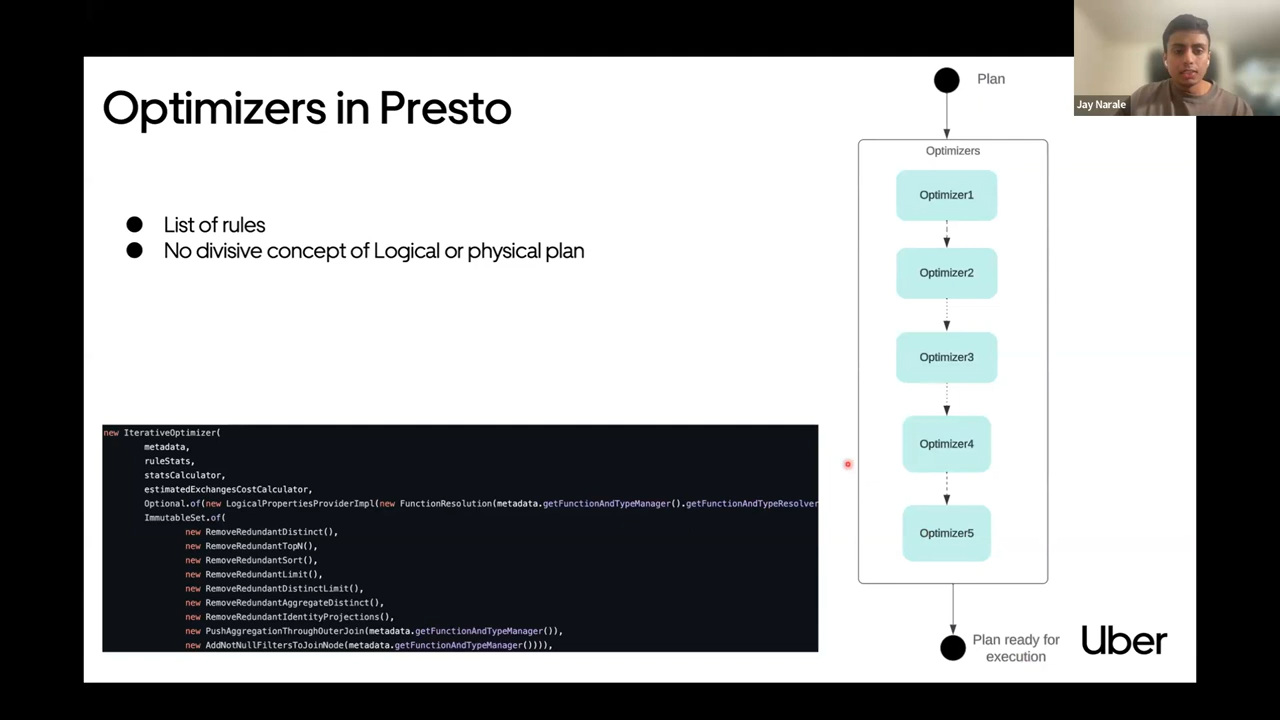 Optimizers in Presto
List of rules
No divisive concept of Logical or physical plan
new IterativeOptimizer(
metadata,
ruleStats,
statsCalculator,
estimatedExchangesCostCalculator,
Optional.of(new LogicalPropertiesProviderImpl(new FunctionResolution(metadata.getFunctionAndTypeManager().getFunctionAndTypeResolver
ImmutableSet.of(
new RemoveRedundantDistinct(),
new RemoveRedundantTopN(),
new RemoveRedundantSort(),
new RemoveRedundantLimit(),
new RemoveRedundantDistinctLimit(),
new RemoveRedundantAggregateDistinct(),
new RemoveRedundantIdentityProjections(),
new PushAggregationThroughOuterJoin(metadata.getFunctionAndTypeManager()),
new AddNotNullFiltersToJoinNode(metadata.getFunctionAndTypeManager()))),
Plan
Optimizers
Optimizer1
Optimizer2
Optimizer3
Optimizer4
Optimizer5
Plan ready for
execution
Uber
Jay Narale